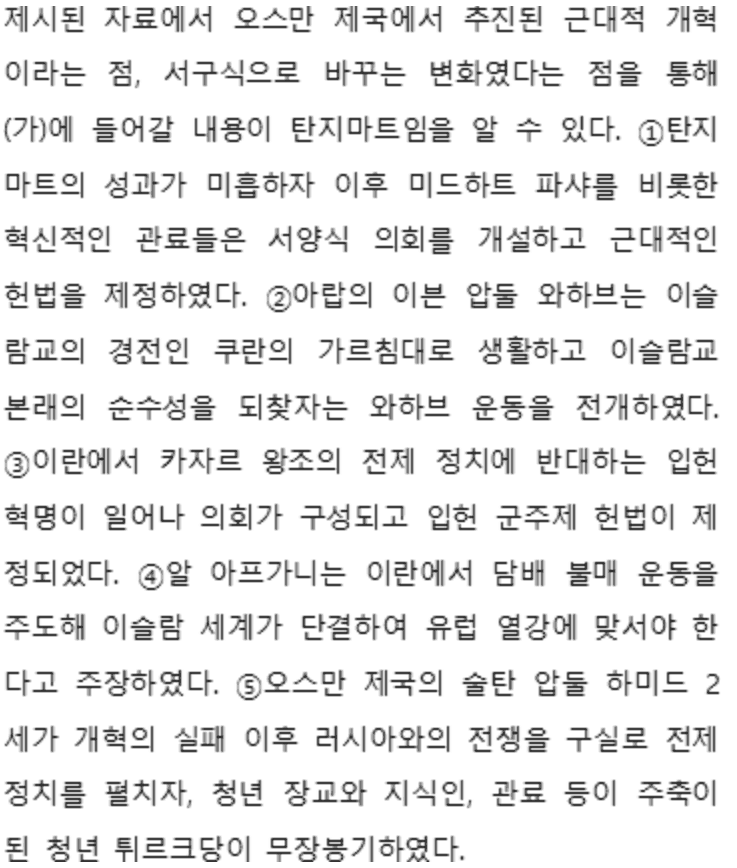 제시된 자료에서 오스만 제국에서 추진된 근대적 개혁
이라는 점, 서구식으로 바꾸는 변화였다는 점을 통해
(가)에 들어갈 내용이 탄지마트임을 알 수 있다. ①탄지
마트의 성과가 미흡하자 이후 미드하트 파샤를 비롯한
혁신적인 관료들은 서양식 의회를 개설하고 근대적인
헌법을 제정하였다. ②아랍의 이븐 압둘 와하브는 이슬
람교의 경전인 쿠란의 가르침대로 생활하고 이슬람교
본래의 순수성을 되찾자는 와하브 운동을 전개하였다.
③이란에서 카자르 왕조의 전제 정치에 반대하는 입헌
혁명이 일어나 의회가 구성되고 입헌 군주제 헌법이 제
정되었다. ④알 아프가니는 이란에서 담배 불매 운동을
주도해 이슬람 세계가 단결하여 유럽 열강에 맞서야 한
다고 주장하였다. ⑤오스만 제국의 술탄 압둘 하미드 2
세가 개혁의 실패 이후 러시아와의 전쟁을 구실로 전제
정치를 펼치자, 청년 장교와 지식인, 관료 등이 주축이
된 청년 튀르크당이 무장봉기하였다.